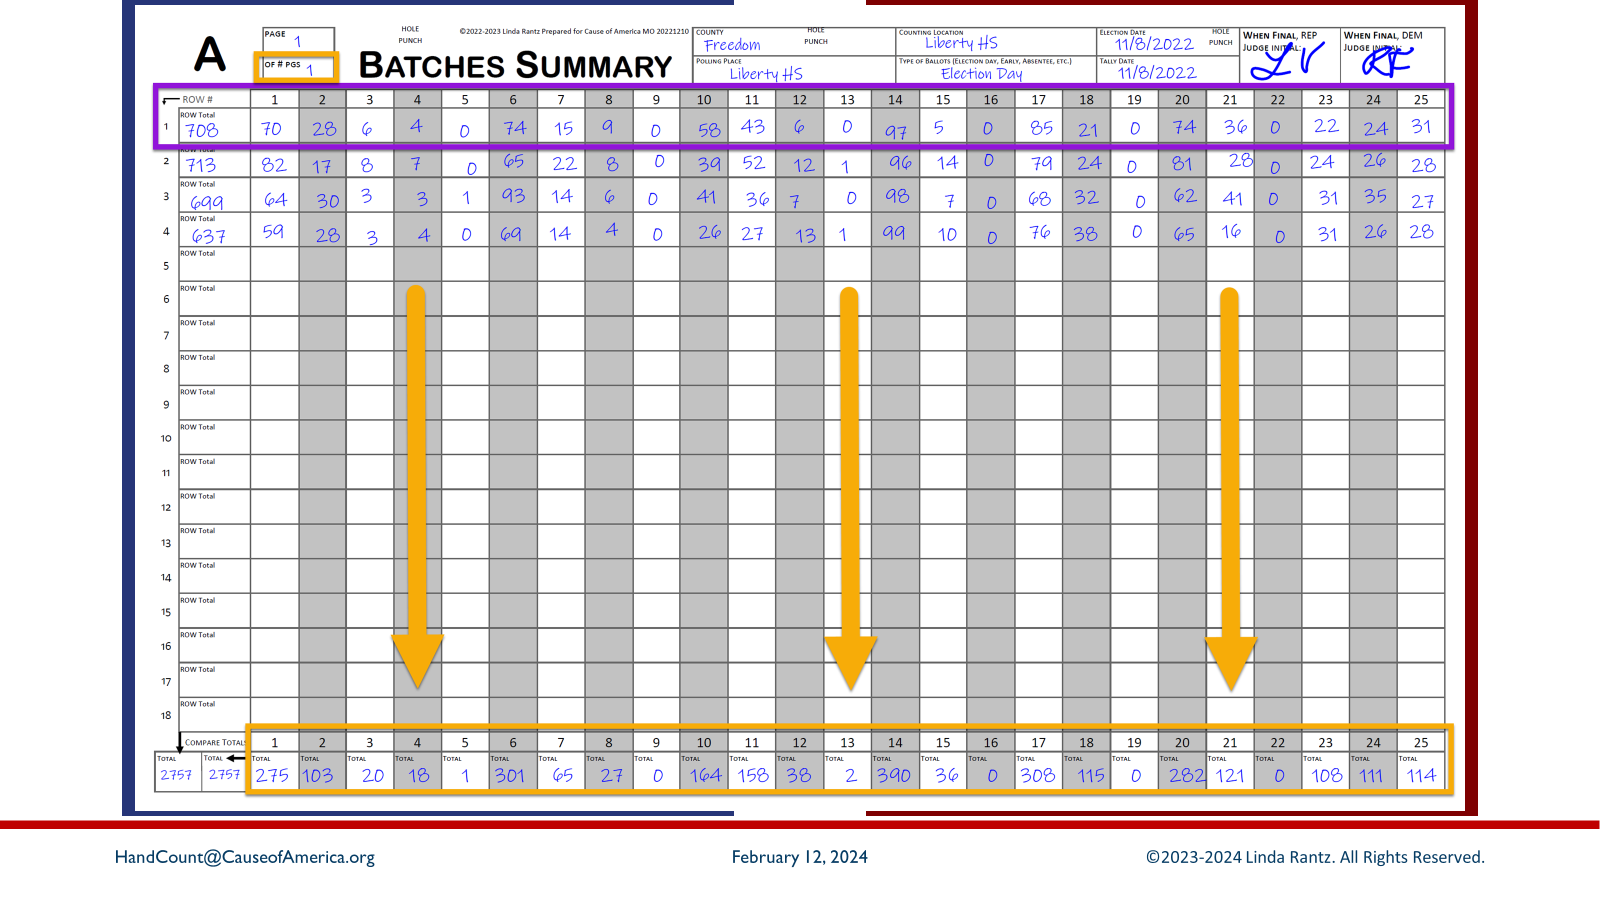 A
PAGE 1
OF # PGS 1
HOLE PUNCH
©2022-2023 Linda Rantz Prepared for Cause of America MO 20221210
BATCHES SUMMARY
COUNTY Freedom
HOLE PUNCH
POLLING PLACE Liberty HS
COUNTING LOCATION Liberty HS
TYPE OF BALLOTS (ELECTION DAY, EARLY, ABSENTEE, ETC.) Election Day
ELECTION DATE 11/8/2022
TALLY DATE 11/8/2022
HOLE PUNCH
WHEN FINAL, REP JUDGE INITIAL: LV
WHEN FINAL, DEM JUDGE INITIAL: RF
ROW # 1 2 3 4 5 6 7 8 9 10 11 12 13 14 15 16 17 18 19 20 21 22 23 24 25
1 ROW Total 708 70 28 6 4 0 74 15 9 0 58 43 6 0 97 5 0 85 21 0 74 36 0 22 24 31
2 ROW Total 713 82 17 8 7 0 65 22 8 0 39 52 12 1 96 14 0 79 24 0 81 28 0 24 26 28
3 ROW Total 699 64 30 3 3 1 93 14 6 0 41 36 7 0 98 7 0 68 32 0 62 41 0 31 35 27
4 ROW Total 637 59 28 3 4 0 69 14 4 0 26 27 13 1 99 10 0 76 38 0 65 16 0 31 26 28
5 ROW Total
6 ROW Total
7 ROW Total
8 ROW Total
9 ROW Total
10 ROW Total
11 ROW Total
12 ROW Total
13 ROW Total
14 ROW Total
15 ROW Total
16 ROW Total
17 ROW Total
18 ROW Total
COMPARE TOTALS 1 2 3 4 5 6 7 8 9 10 11 12 13 14 15 16 17 18 19 20 21 22 23 24 25
TOTAL TOTAL TOTAL TOTAL TOTAL TOTAL TOTAL TOTAL TOTAL TOTAL TOTAL TOTAL TOTAL TOTAL TOTAL TOTAL TOTAL TOTAL TOTAL TOTAL TOTAL TOTAL TOTAL TOTAL TOTAL TOTAL TOTAL
2757 2757 275 103 20 18 1 301 65 27 0 164 158 38 2 390 36 0 308 115 0 282 121 0 108 111 114
HandCount@CauseofAmerica.org February 12, 2024 ©2023-2024 Linda Rantz. All Rights Reserved.